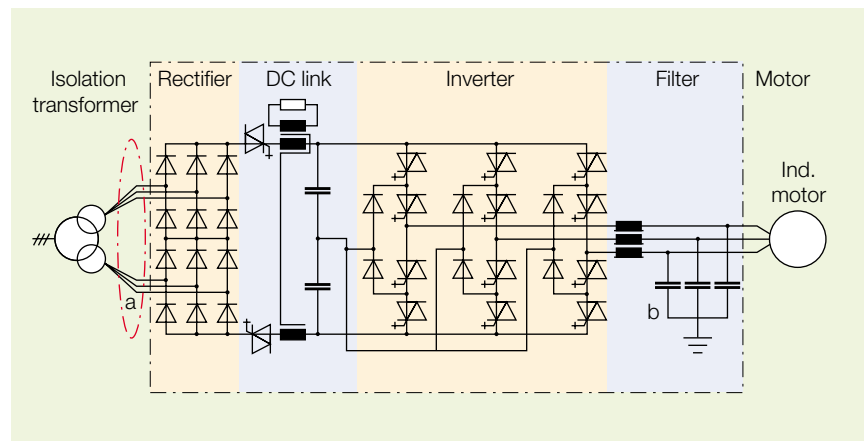 Isolation
transformer
Rectifier
DC link
Inverter
Filter
Motor
Ind.
motor
a
b
+
+
+
+
+
+
+
+
+
+
+
+
+
+